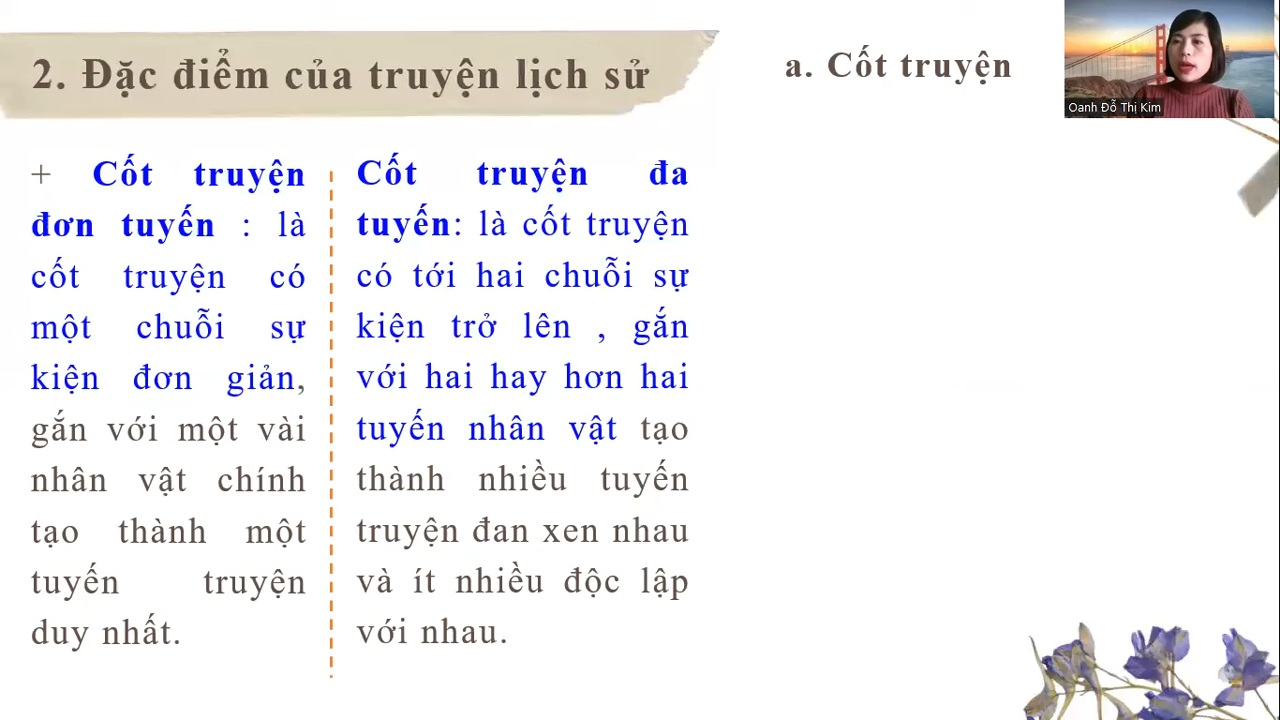 2. Đặc điểm của truyện lịch sử
a. Cốt truyện
Oanh Đỗ Thị Kim
+ Cốt truyện
đơn tuyến : là
cốt truyện có
một chuỗi sự
kiện đơn giản,
gắn với một vài
nhân vật chính
tạo thành một
tuyến truyện
duy nhất.
Cốt truyện đa
tuyến: là cốt truyện
có tới hai chuỗi sự
kiện trở lên , gắn
với hai hay hơn hai
tuyến nhân vật tạo
thành nhiều tuyến
truyện đan xen nhau
và ít nhiều độc lập
với nhau.